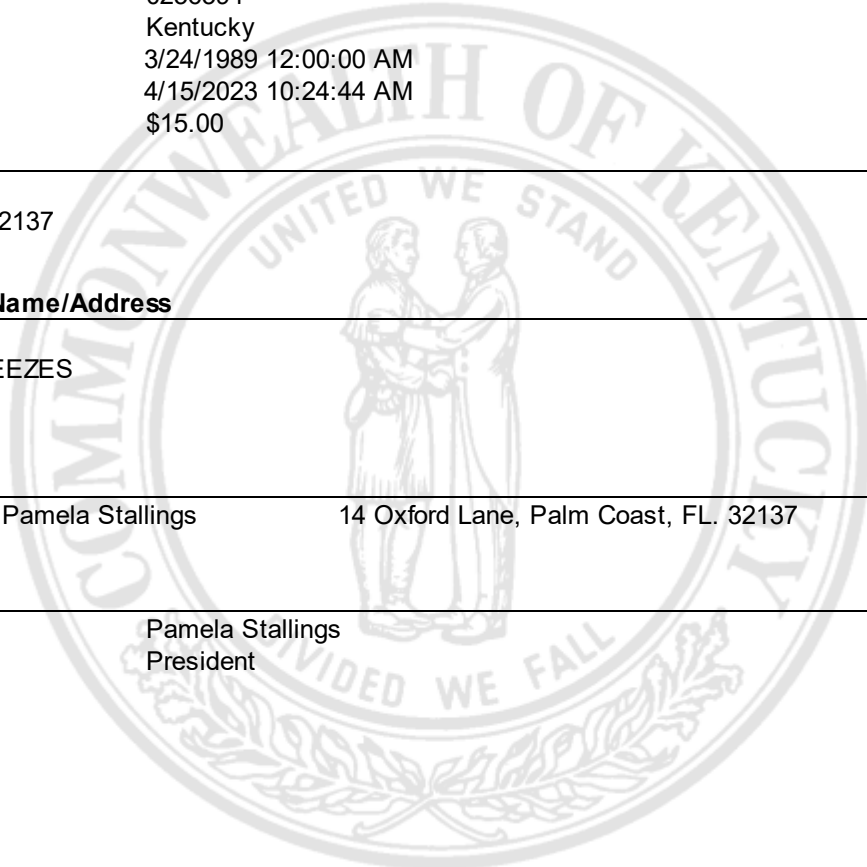 Kentucky
3/24/1989 12:00:00 AM
4/15/2023 10:24:44 AM
$15.00
2137
Name/Address
EEZES
Pamela Stallings 14 Oxford Lane, Palm Coast, FL. 32137
Pamela Stallings
President
COMMONWEALTH OF KENTUCKY
UNITED WE STAND
DIVIDED WE FALL